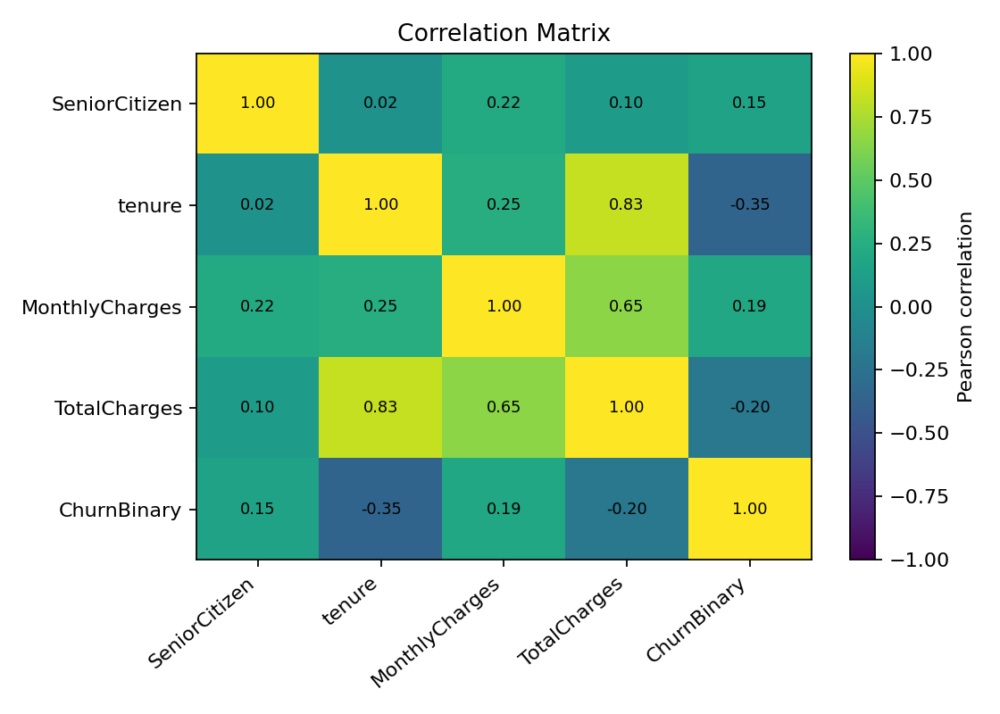 Correlation Matrix
SeniorCitizen 1.00 0.02 0.22 0.10 0.15
tenure 0.02 1.00 0.25 0.83 -0.35
MonthlyCharges 0.22 0.25 1.00 0.65 0.19
TotalCharges 0.10 0.83 0.65 1.00 -0.20
ChurnBinary 0.15 -0.35 0.19 -0.20 1.00
SeniorCitizen
tenure
MonthlyCharges
TotalCharges
ChurnBinary
1.00
0.75
0.50
0.25
0.00
−0.25
−0.50
−0.75
−1.00
Pearson correlation